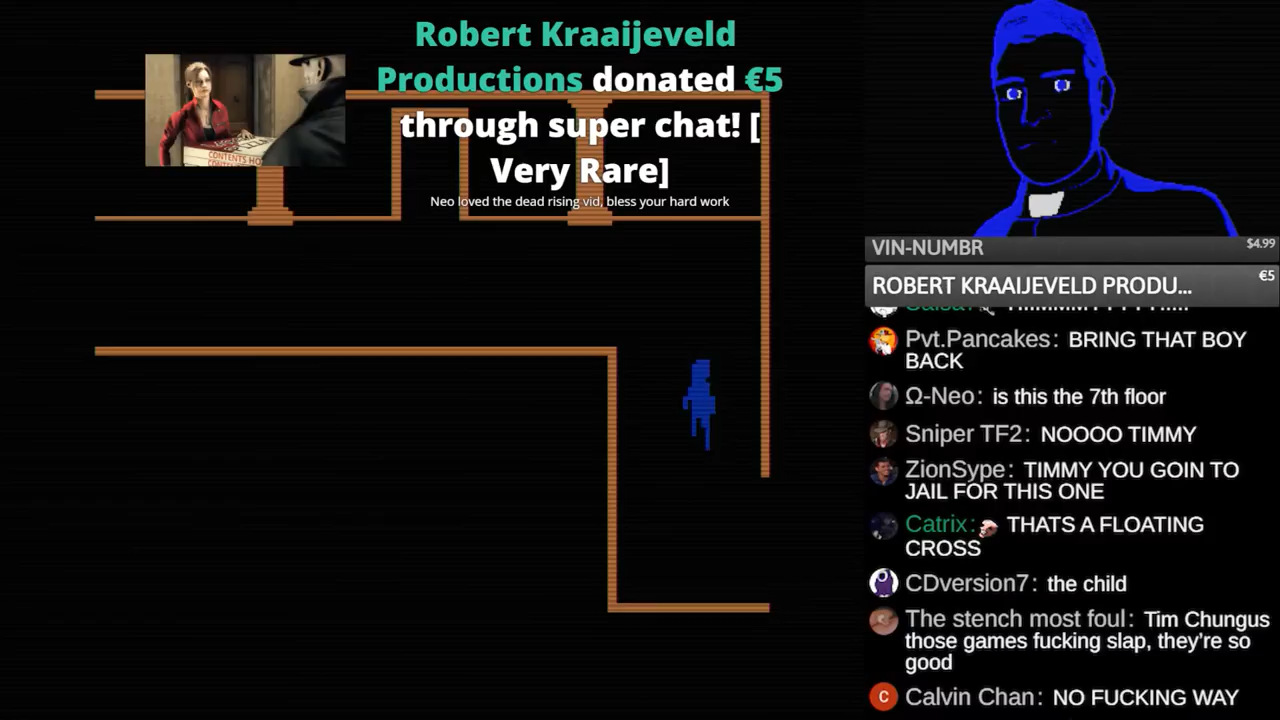 Robert Kraaijeveld
Productions donated €5
through super chat! [
Very Rare]
Neo loved the dead rising vid, bless your hard work
CONTENTS HO
VIN-NUMBR $4.99
ROBERT KRAAIJEVELD PRODU... €5
Pvt.Pancakes: BRING THAT BOY
BACK
Ω-Neo: is this the 7th floor
Sniper TF2: NOOOO TIMMY
ZionSype: TIMMY YOU GOIN TO
JAIL FOR THIS ONE
Catrix: THATS A FLOATING
CROSS
CDversion7: the child
The stench most foul: Tim Chungus
those games fucking slap, they're so
good
C
Calvin Chan: NO FUCKING WAY